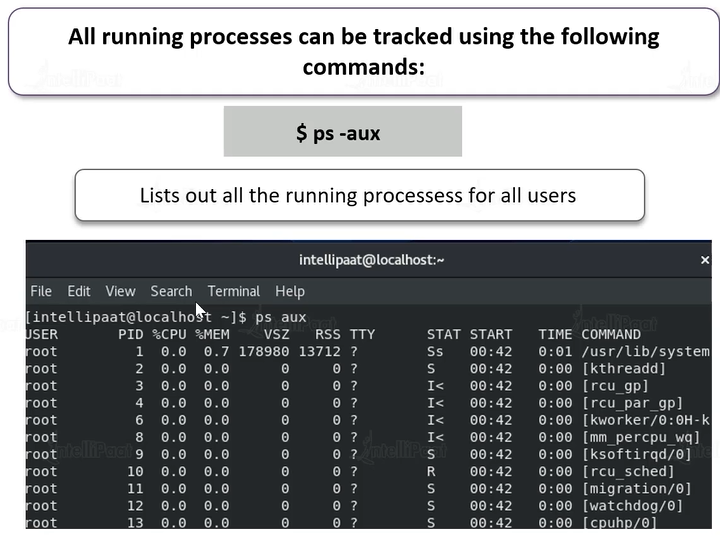 All running processes can be tracked using the following
commands:
$ ps -aux
Lists out all the running processess for all users
intellipaat@localhost:~ ×
File Edit View Search Terminal Help
[intellipaat@localhost ~]$ ps aux
USER PID %CPU %MEM VSZ RSS TTY STAT START TIME COMMAND
root 1 0.0 0.7 178980 13712 ? Ss 00:42 0:01 /usr/lib/system
root 2 0.0 0.0 0 0 ? S 00:42 0:00 [kthreadd]
root 3 0.0 0.0 0 0 ? I< 00:42 0:00 [rcu_gp]
root 4 0.0 0.0 0 0 ? I< 00:42 0:00 [rcu_par_gp]
root 6 0.0 0.0 0 0 ? I< 00:42 0:00 [kworker/0:0H-k
root 8 0.0 0.0 0 0 ? I< 00:42 0:00 [mm_percpu_wq]
root 9 0.0 0.0 0 0 ? S 00:42 0:00 [ksoftirqd/0]
root 10 0.0 0.0 0 0 ? R 00:42 0:00 [rcu_sched]
root 11 0.0 0.0 0 0 ? S 00:42 0:00 [migration/0]
root 12 0.0 0.0 0 0 ? S 00:42 0:00 [watchdog/0]
root 13 0.0 0.0 0 0 ? S 00:42 0:00 [cpuhp/0]